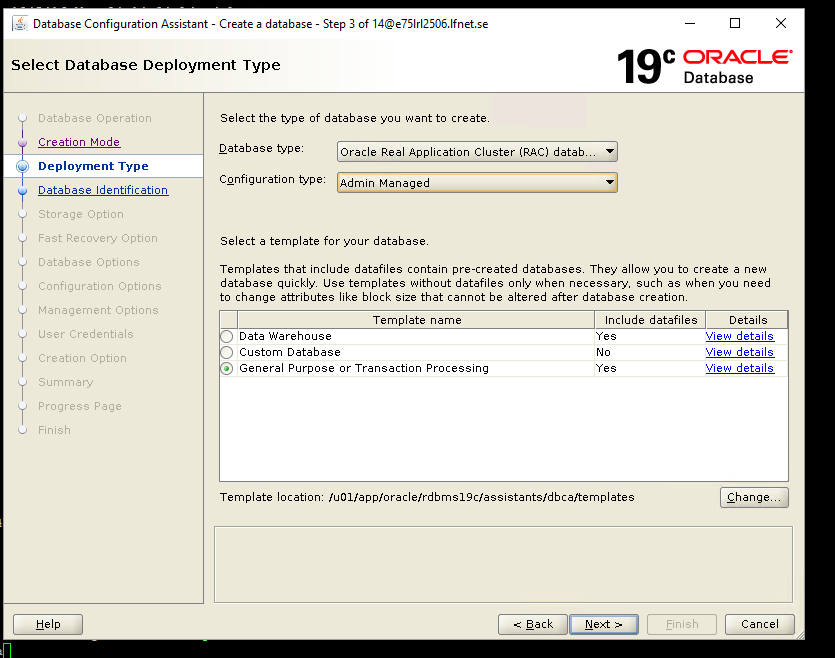 Database Configuration Assistant - Create a database - Step 3 of 14@e75lrl2506.lfnet.se
Select Database Deployment Type
19c ORACLE
Database
Database Operation
Creation Mode
Deployment Type
Database Identification
Storage Option
Fast Recovery Option
Database Options
Configuration Options
Management Options
User Credentials
Creation Option
Summary
Progress Page
Finish
Select the type of database you want to create.
Database type: Oracle Real Application Cluster (RAC) datab...
Configuration type: Admin Managed
Select a template for your database.
Templates that include datafiles contain pre-created databases. They allow you to create a new
database quickly. Use templates without datafiles only when necessary, such as when you need
to change attributes like block size that cannot be altered after database creation.
Template name Include datafiles Details
Data Warehouse Yes View details
Custom Database No View details
General Purpose or Transaction Processing Yes View details
Template location: /u01/app/oracle/rdbms19c/assistants/dbca/templates Change...
Help < Back Next > Finish Cancel